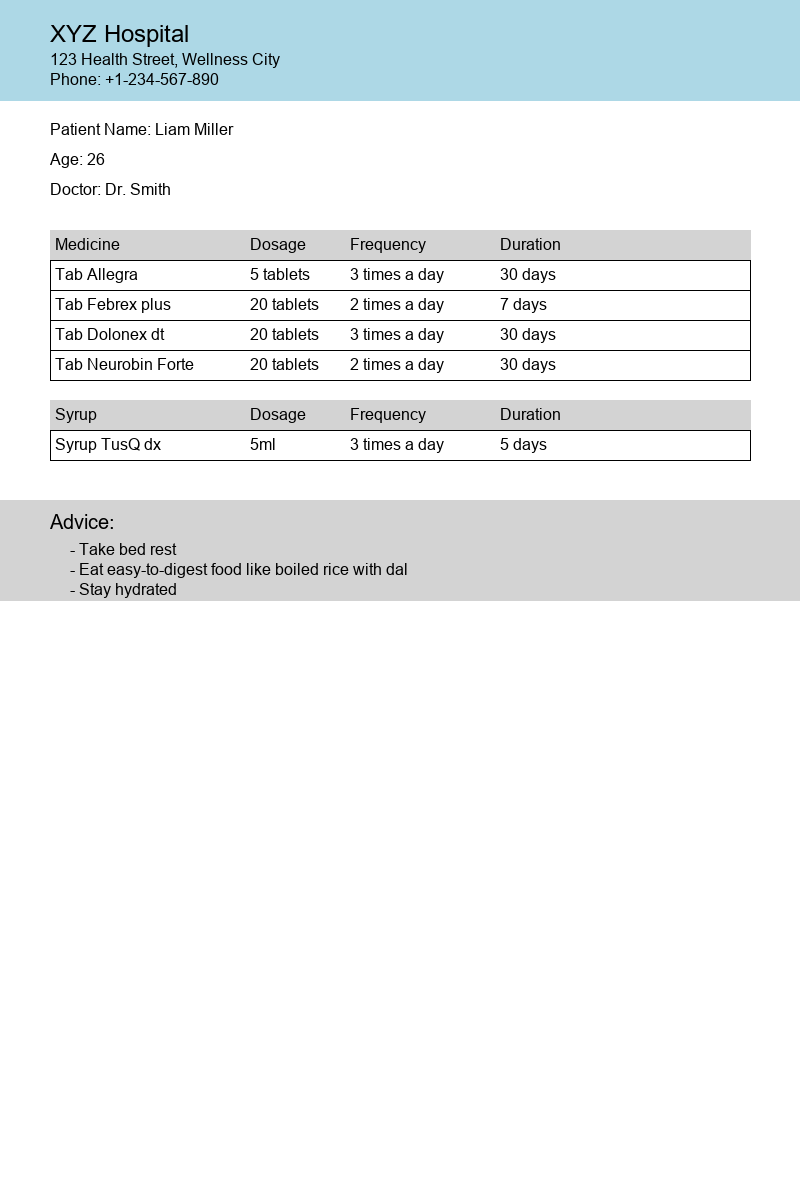 XYZ Hospital
123 Health Street, Wellness City
Phone: +1-234-567-890
Patient Name: Liam Miller
Age: 26
Doctor: Dr. Smith
Medicine Dosage Frequency Duration
Tab Allegra 5 tablets 3 times a day 30 days
Tab Febrex plus 20 tablets 2 times a day 7 days
Tab Dolonex dt 20 tablets 3 times a day 30 days
Tab Neurobin Forte 20 tablets 2 times a day 30 days
Syrup Dosage Frequency Duration
Syrup TusQ dx 5ml 3 times a day 5 days
Advice:
- Take bed rest
- Eat easy-to-digest food like boiled rice with dal
- Stay hydrated